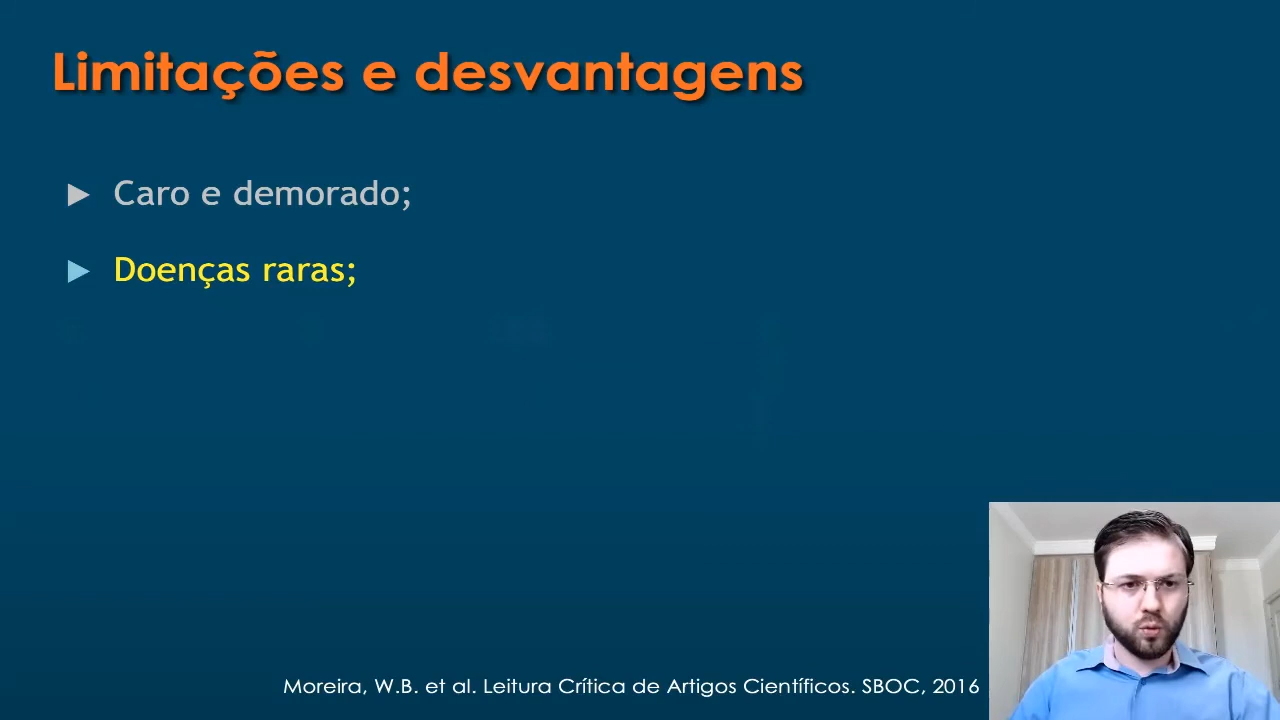 Limitações e desvantagens
► Caro e demorado;
► Doenças raras;
Moreira, W.B. et al. Leitura Crítica de Artigos Científicos. SBOC, 2016